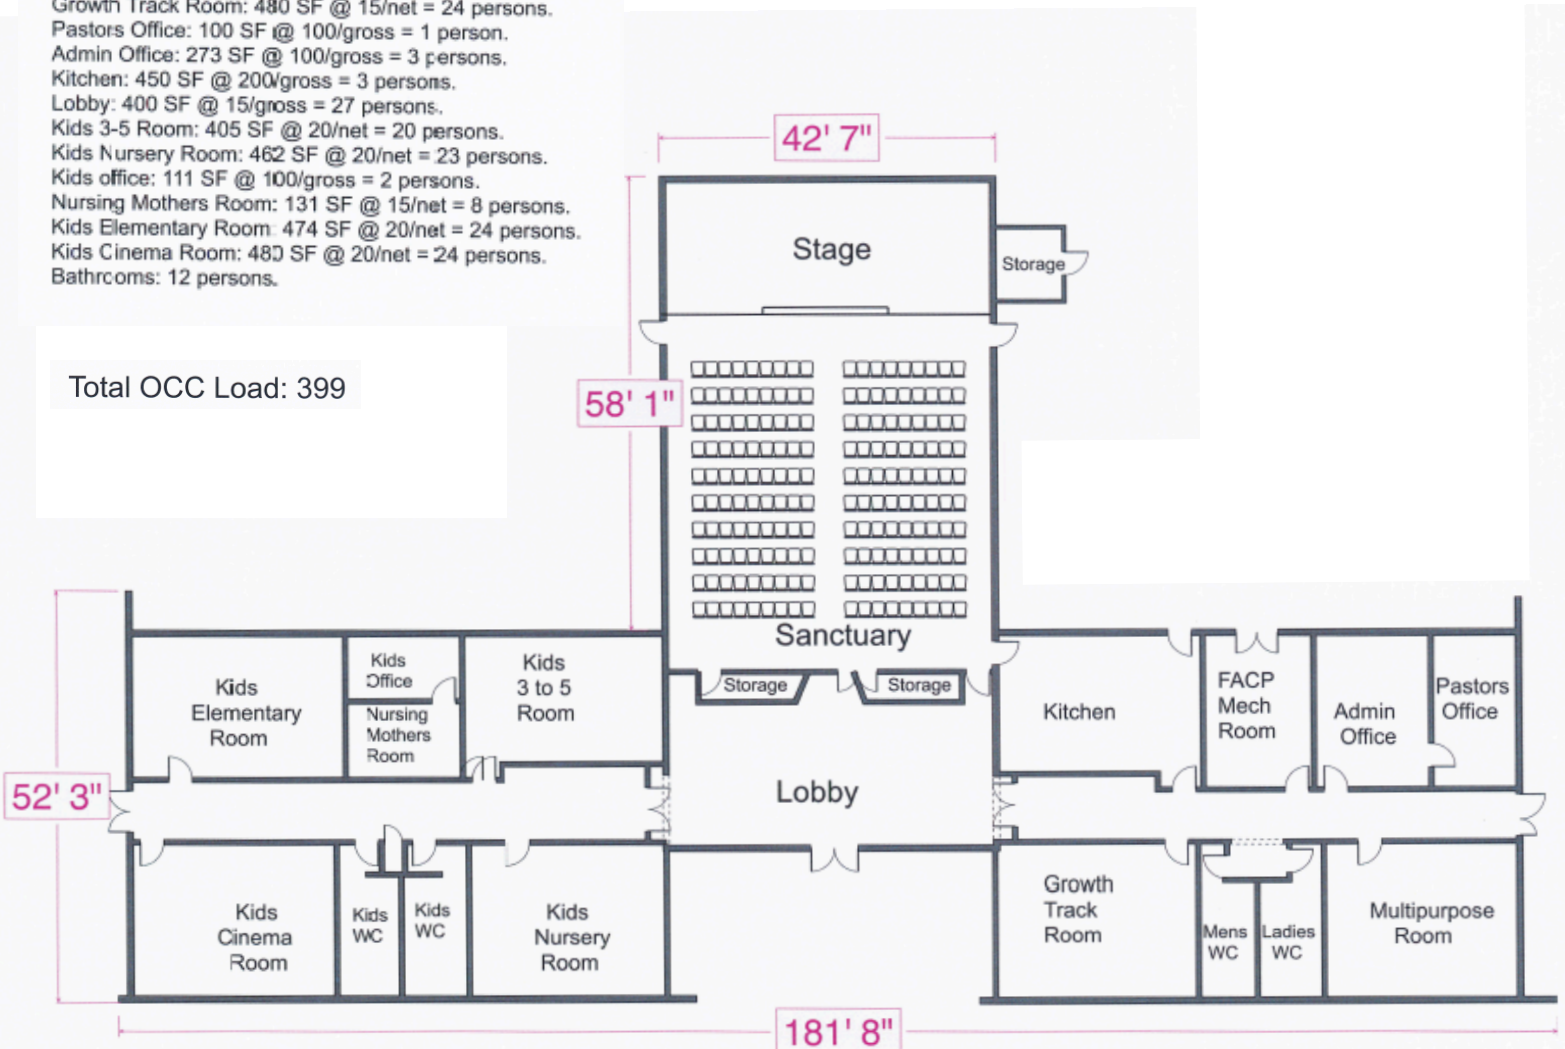 Growth Track Room: 480 SF @ 15/net = 24 persons.
Pastors Office: 100 SF @ 100/gross = 1 person.
Admin Office: 273 SF @ 100/gross = 3 persons.
Kitchen: 450 SF @ 200/gross = 3 persons.
Lobby: 400 SF @ 15/gross = 27 persons.
Kids 3-5 Room: 405 SF @ 20/net = 20 persons.
Kids Nursery Room: 462 SF @ 20/net = 23 persons.
Kids office: 111 SF @ 100/gross = 2 persons.
Nursing Mothers Room: 131 SF @ 15/net = 8 persons.
Kids Elementary Room: 474 SF @ 20/net = 24 persons.
Kids Cinema Room: 480 SF @ 20/net = 24 persons.
Bathrooms: 12 persons.
Total OCC Load: 399
42' 7"
Stage
Storage
58' 1"
Sanctuary
Storage
Storage
Kids
Elementary
Room
Kids
Office
Nursing
Mothers
Room
Kids
3 to 5
Room
Kitchen
FACP
Mech
Room
Admin
Office
Pastors
Office
52' 3"
Lobby
Kids
Cinema
Room
Kids
WC
Kids
WC
Kids
Nursery
Room
Growth
Track
Room
Mens
WC
Ladies
WC
Multipurpose
Room
181' 8"